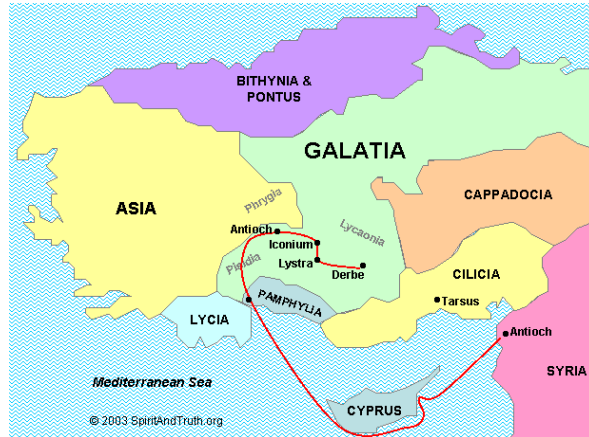 BITHYNIA &
PONTUS
GALATIA
CAPPADOCIA
Phrygia
ASIA
Lycaonia
Antioch
Iconium
Lystra
Derbe
Pisidia
CILICIA
Tarsus
PAMPHYLIA
LYCIA
Antioch
SYRIA
Mediterranean Sea
CYPRUS
© 2003 SpiritAndTruth.org